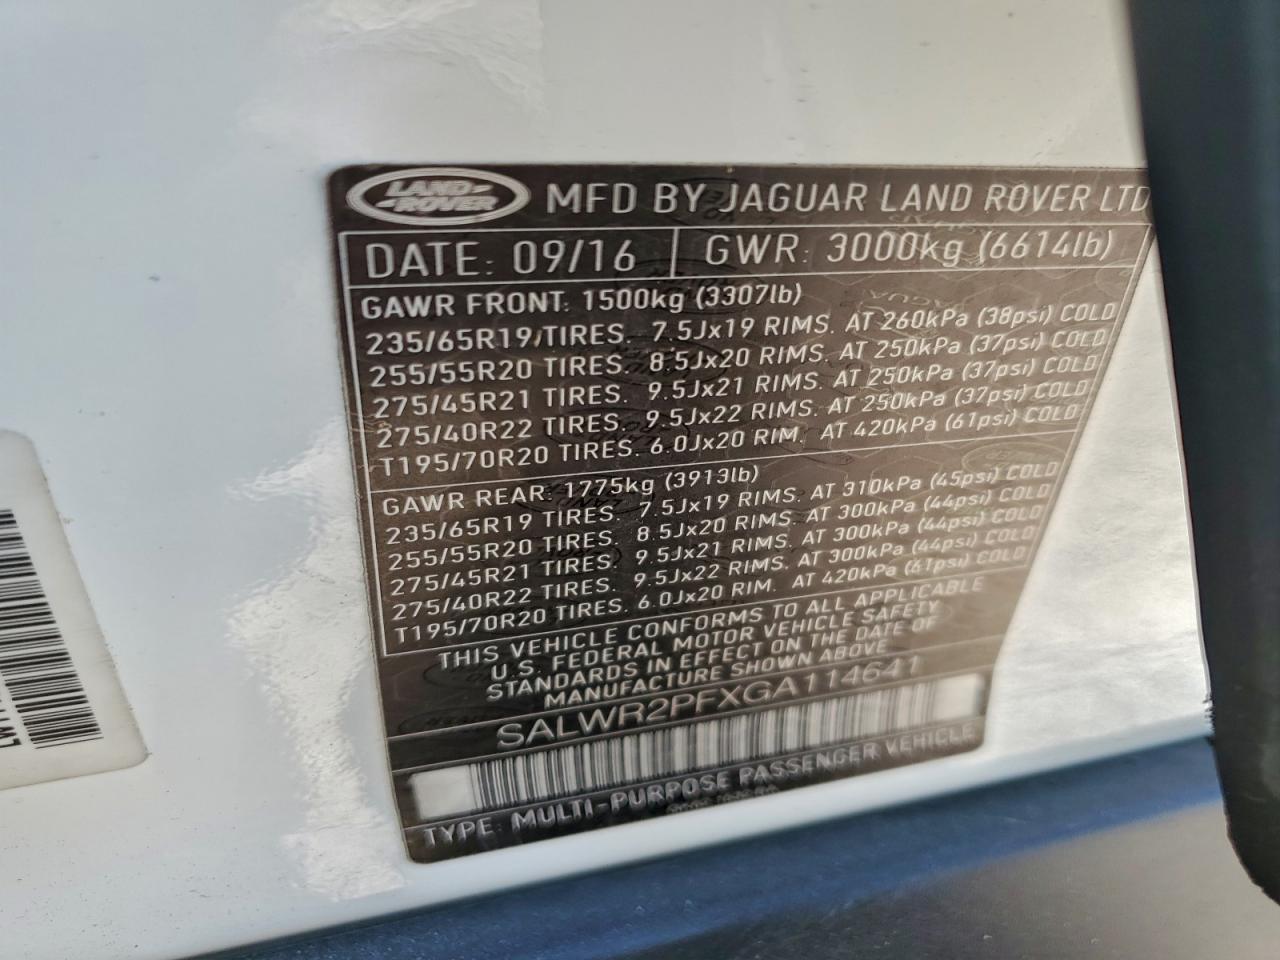 LAND ROVER MFD BY JAGUAR LAND ROVER LTD
DATE: 09/16 GWR: 3000kg (6614lb)
GAWR FRONT: 1500kg (3307lb)
235/65R19 TIRES. 7.5Jx19 RIMS. AT 260kPa (38psi) COLD
255/55R20 TIRES. 8.5Jx20 RIMS. AT 250kPa (37psi) COLD
275/45R21 TIRES. 9.5Jx21 RIMS. AT 250kPa (37psi) COLD
275/40R22 TIRES. 9.5Jx22 RIMS. AT 250kPa (37psi) COLD
T195/70R20 TIRES. 6.0Jx20 RIM. AT 420kPa (61psi) COLD
GAWR REAR: 1775kg (3913lb)
235/65R19 TIRES. 7.5Jx19 RIMS. AT 310kPa (45psi) COLD
255/55R20 TIRES. 8.5Jx20 RIMS. AT 300kPa (44psi) COLD
275/45R21 TIRES. 9.5Jx21 RIMS. AT 300kPa (44psi) COLD
275/40R22 TIRES. 9.5Jx22 RIMS. AT 300kPa (44psi) COLD
T195/70R20 TIRES. 6.0Jx20 RIM. AT 420kPa (61psi) COLD
THIS VEHICLE CONFORMS TO ALL APPLICABLE
U.S. FEDERAL MOTOR VEHICLE SAFETY
STANDARDS IN EFFECT ON THE DATE OF
MANUFACTURE SHOWN ABOVE
SALWR2PFXGA114641
TYPE: MULTI-PURPOSE PASSENGER VEHICLE